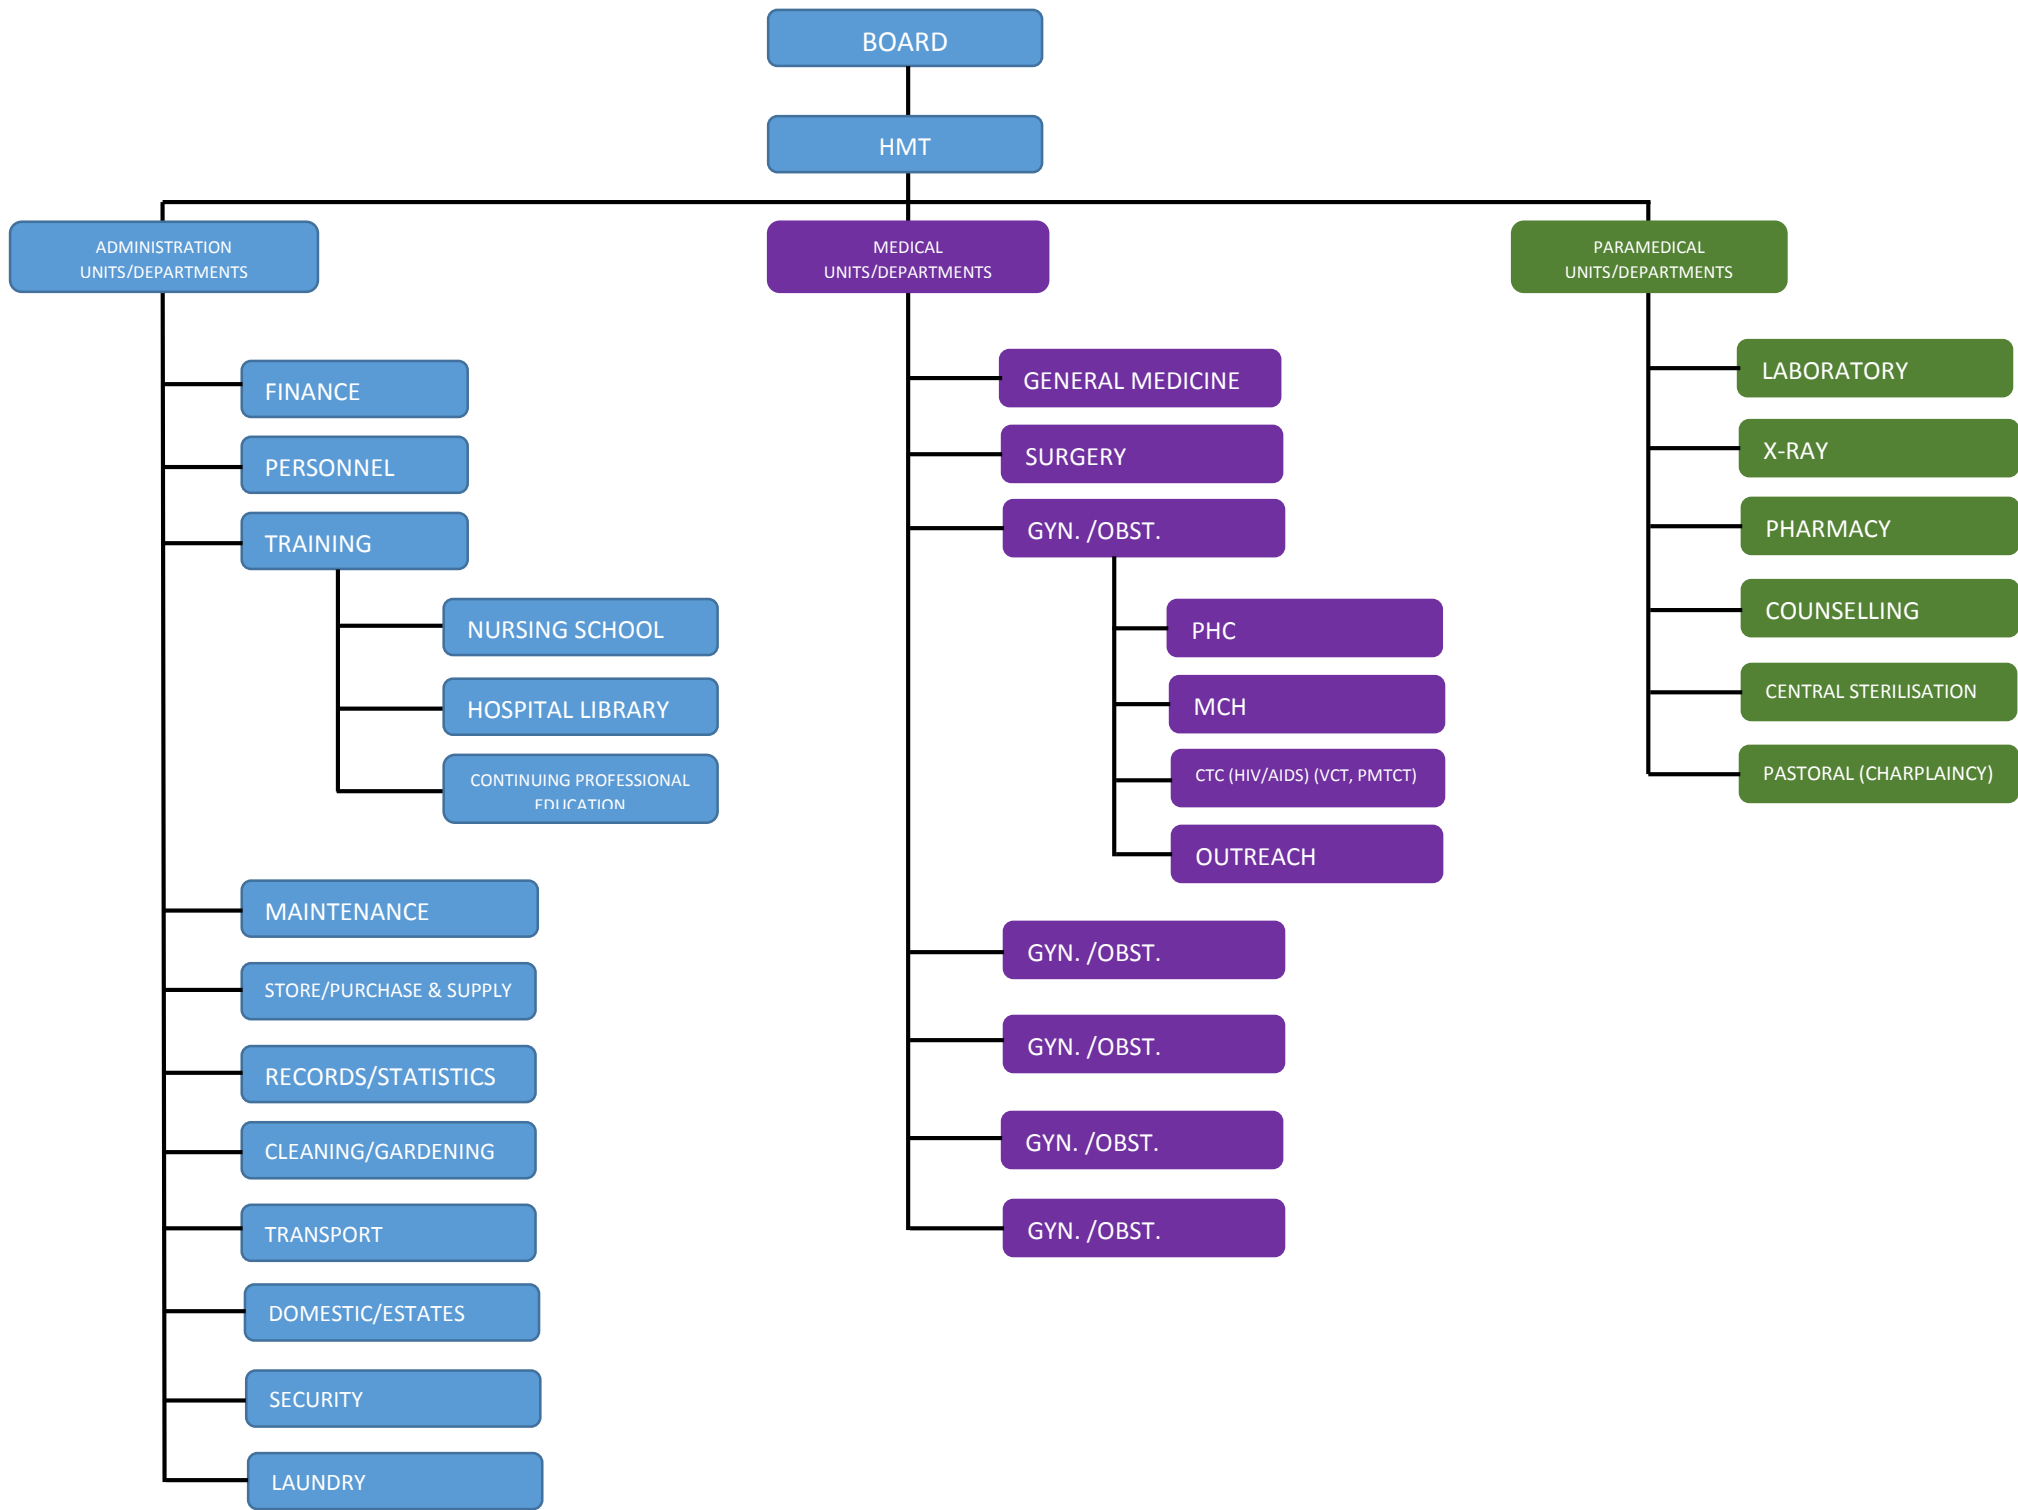 BOARD
HMT
ADMINISTRATION
UNITS/DEPARTMENTS
FINANCE
PERSONNEL
TRAINING
NURSING SCHOOL
HOSPITAL LIBRARY
CONTINUING PROFESSIONAL
EDUCATION
MAINTENANCE
STORE/PURCHASE & SUPPLY
RECORDS/STATISTICS
CLEANING/GARDENING
TRANSPORT
DOMESTIC/ESTATES
SECURITY
LAUNDRY
MEDICAL
UNITS/DEPARTMENTS
GENERAL MEDICINE
SURGERY
GYN. /OBST.
PHC
MCH
CTC (HIV/AIDS) (VCT, PMTCT)
OUTREACH
GYN. /OBST.
GYN. /OBST.
GYN. /OBST.
GYN. /OBST.
PARAMEDICAL
UNITS/DEPARTMENTS
LABORATORY
X-RAY
PHARMACY
COUNSELLING
CENTRAL STERILISATION
PASTORAL (CHARPLAINCY)